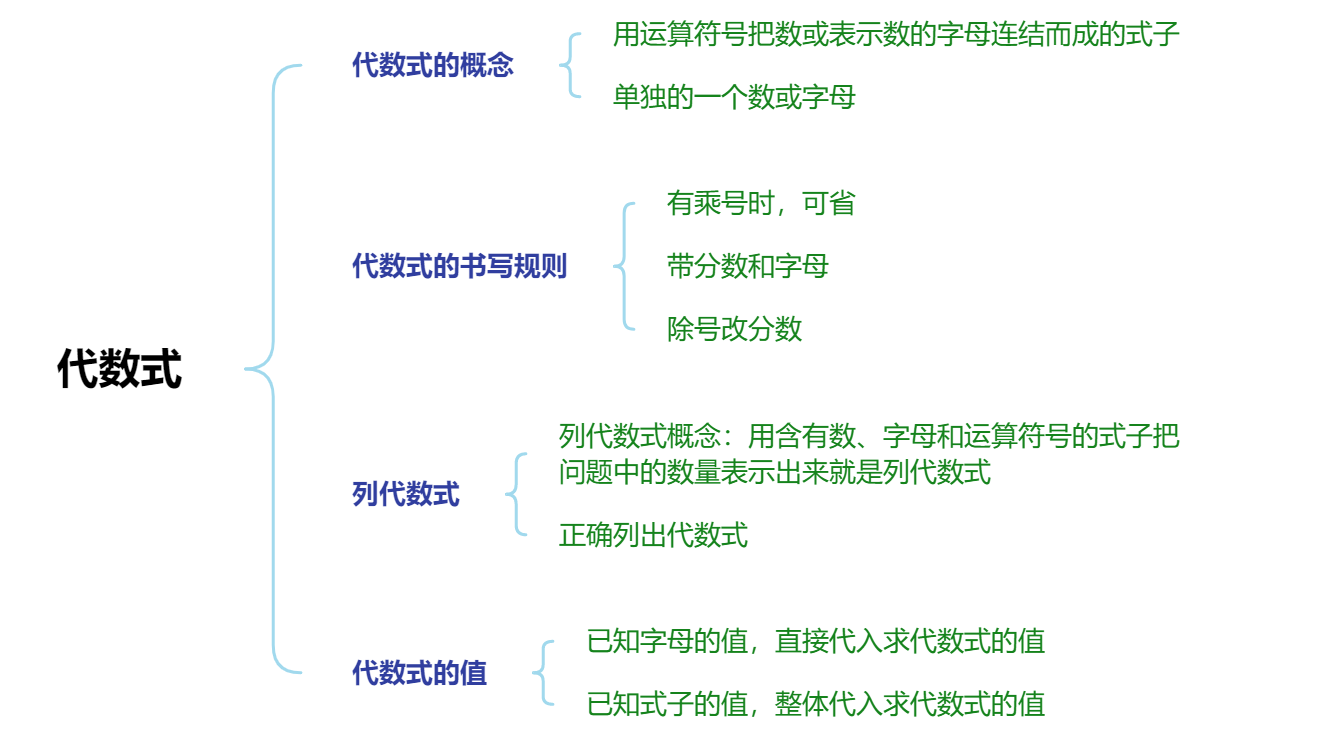 代数式
代数式的概念
用运算符号把数或表示数的字母连结而成的式子
单独的一个数或字母
代数式的书写规则
有乘号时，可省
带分数和字母
除号改分数
列代数式
列代数式概念：用含有数、字母和运算符号的式子把
问题中的数量表示出来就是列代数式
正确列出代数式
代数式的值
已知字母的值，直接代入求代数式的值
已知式子的值，整体代入求代数式的值